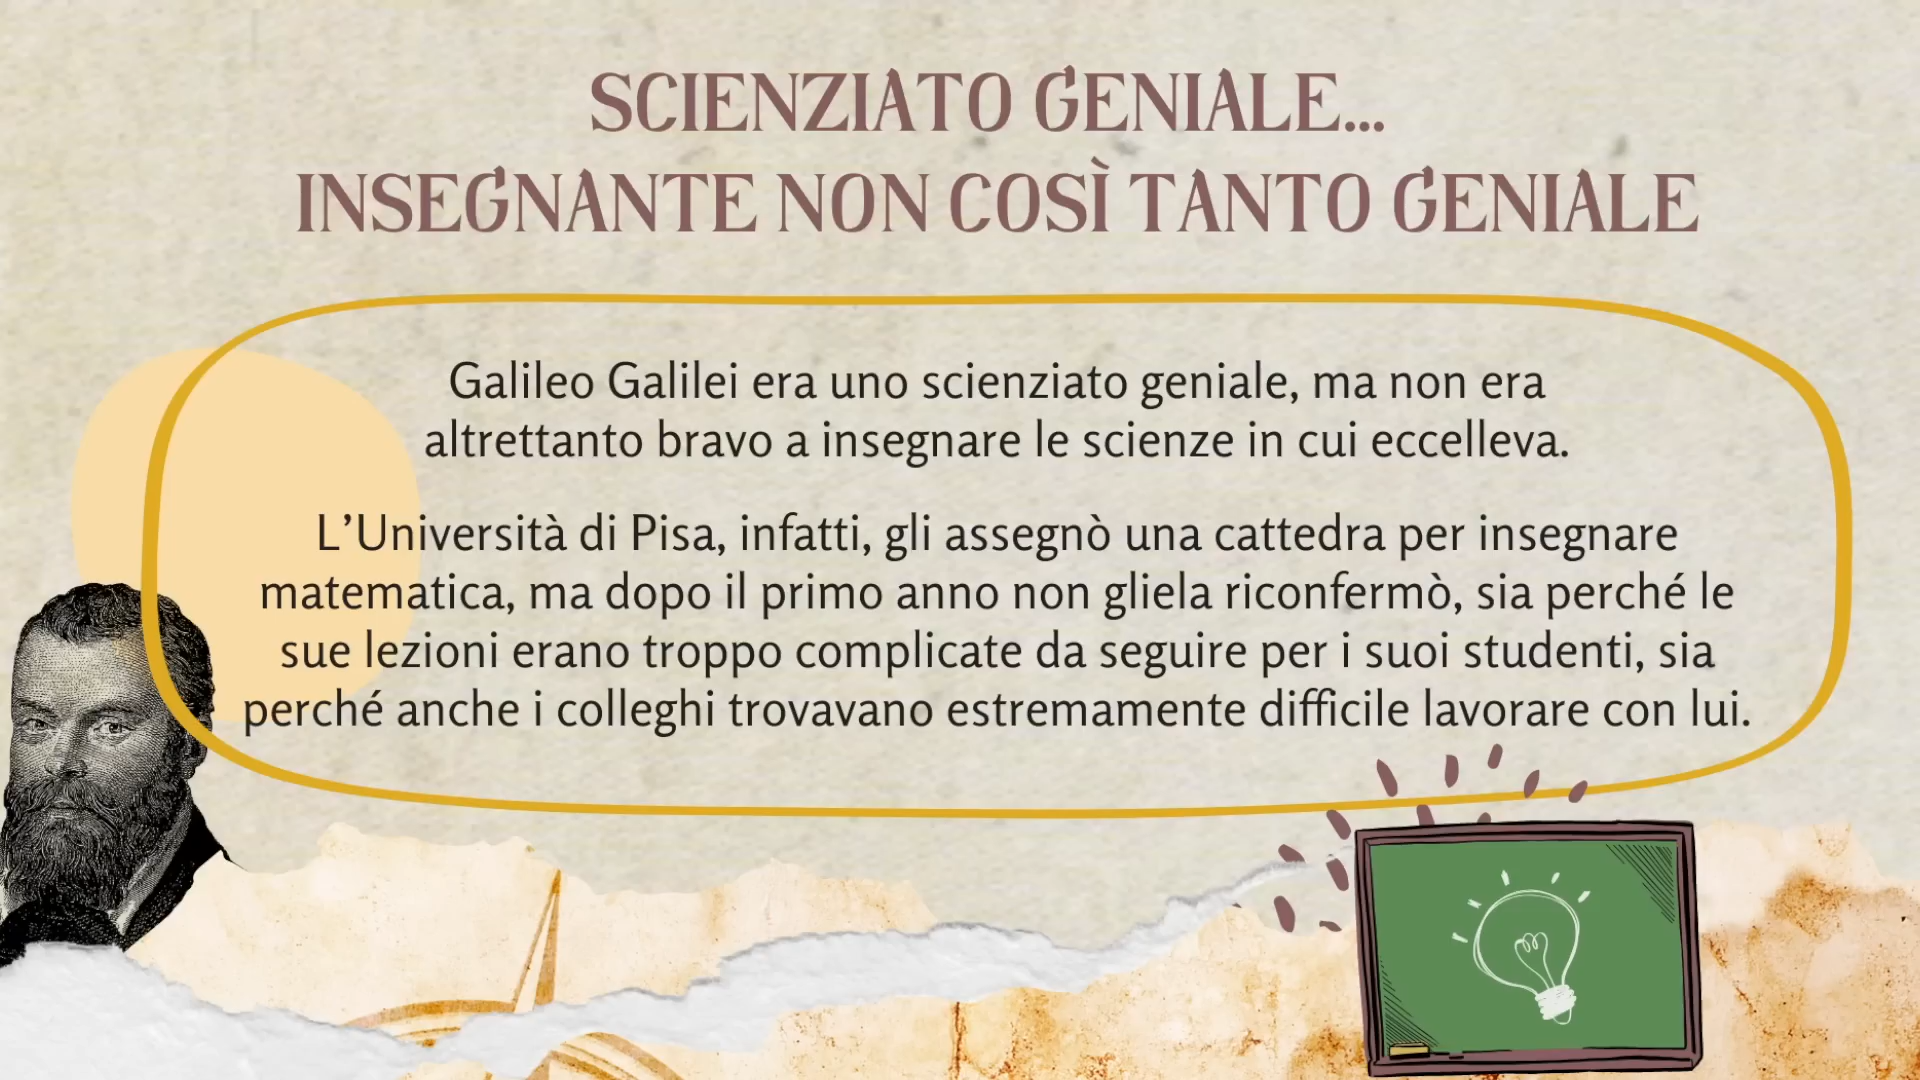 SCIENZIATO GENIALE...
INSEGNANTE NON COSÌ TANTO GENIALE
Galileo Galilei era uno scienziato geniale, ma non era
altrettanto bravo a insegnare le scienze in cui eccelleva.
L’Università di Pisa, infatti, gli assegnò una cattedra per insegnare
matematica, ma dopo il primo anno non gliela riconfermò, sia perché le
sue lezioni erano troppo complicate da seguire per i suoi studenti, sia
perché anche i colleghi trovavano estremamente difficile lavorare con lui.